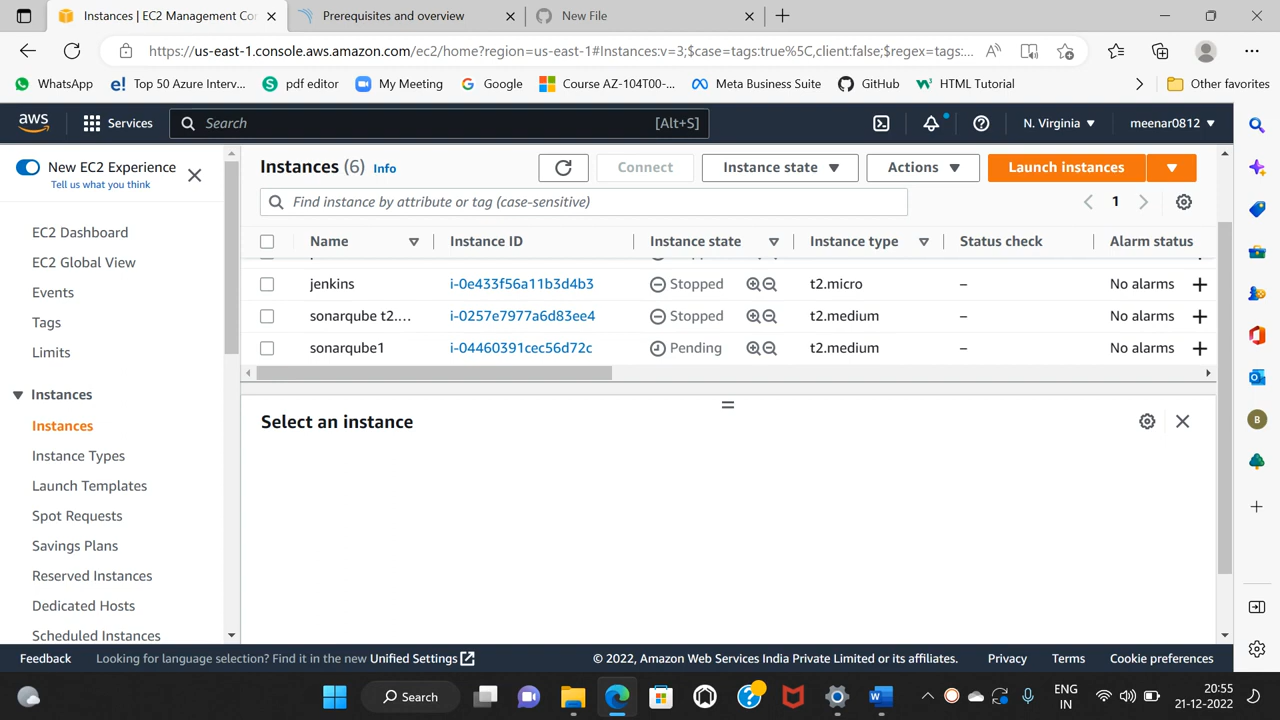 Instances | EC2 Management Co
Prerequisites and overview
New File
https://us-east-1.console.aws.amazon.com/ec2/home?region=us-east-1#Instances:v=3;$case=tags:true%5C,client:false;$regex=tags:...
WhatsApp
Top 50 Azure Interv...
pdf editor
My Meeting
Google
Course AZ-104T00-...
Meta Business Suite
GitHub
HTML Tutorial
Other favorites
aws
Services
Search
[Alt+S]
N. Virginia
meenar0812
New EC2 Experience
Tell us what you think
EC2 Dashboard
EC2 Global View
Events
Tags
Limits
Instances
Instances
Instance Types
Launch Templates
Spot Requests
Savings Plans
Reserved Instances
Dedicated Hosts
Scheduled Instances
Instances (6) Info
Connect
Instance state
Actions
Launch instances
Find instance by attribute or tag (case-sensitive)
1
Name Instance ID Instance state Instance type Status check Alarm status
jenkins i-0e433f56a11b3d4b3 Stopped t2.micro – No alarms
sonarqube t2.... i-0257e7977a6d83ee4 Stopped t2.medium – No alarms
sonarqube1 i-04460391cec56d72c Pending t2.medium – No alarms
Select an instance
B
Feedback
Looking for language selection? Find it in the new Unified Settings
© 2022, Amazon Web Services India Private Limited or its affiliates.
Privacy
Terms
Cookie preferences
Search
ENG
IN
20:55
21-12-2022